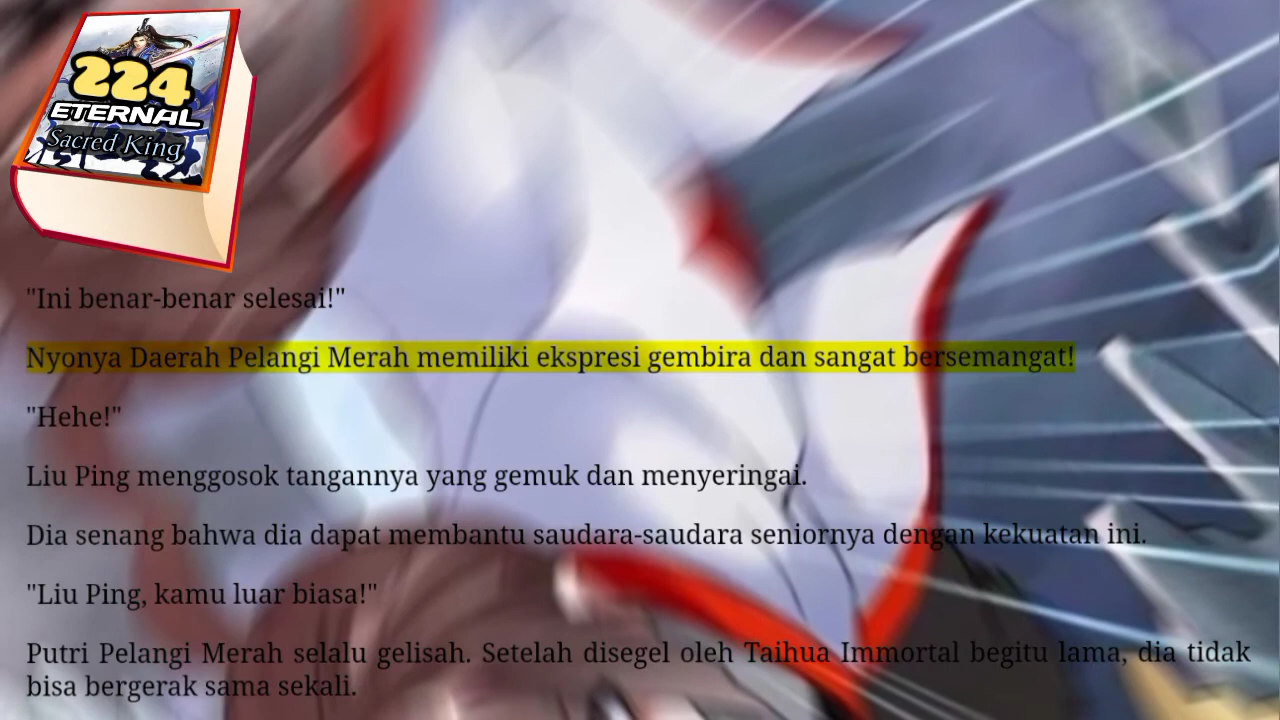 224
ETERNAL
Sacred King
"Ini benar-benar selesai!"
Nyonya Daerah Pelangi Merah memiliki ekspresi gembira dan sangat bersemangat!
"Hehe!"
Liu Ping menggosok tangannya yang gemuk dan menyeringai.
Dia senang bahwa dia dapat membantu saudara-saudara seniornya dengan kekuatan ini.
"Liu Ping, kamu luar biasa!"
Putri Pelangi Merah selalu gelisah. Setelah disegel oleh Taihua Immortal begitu lama, dia tidak
bisa bergerak sama sekali.